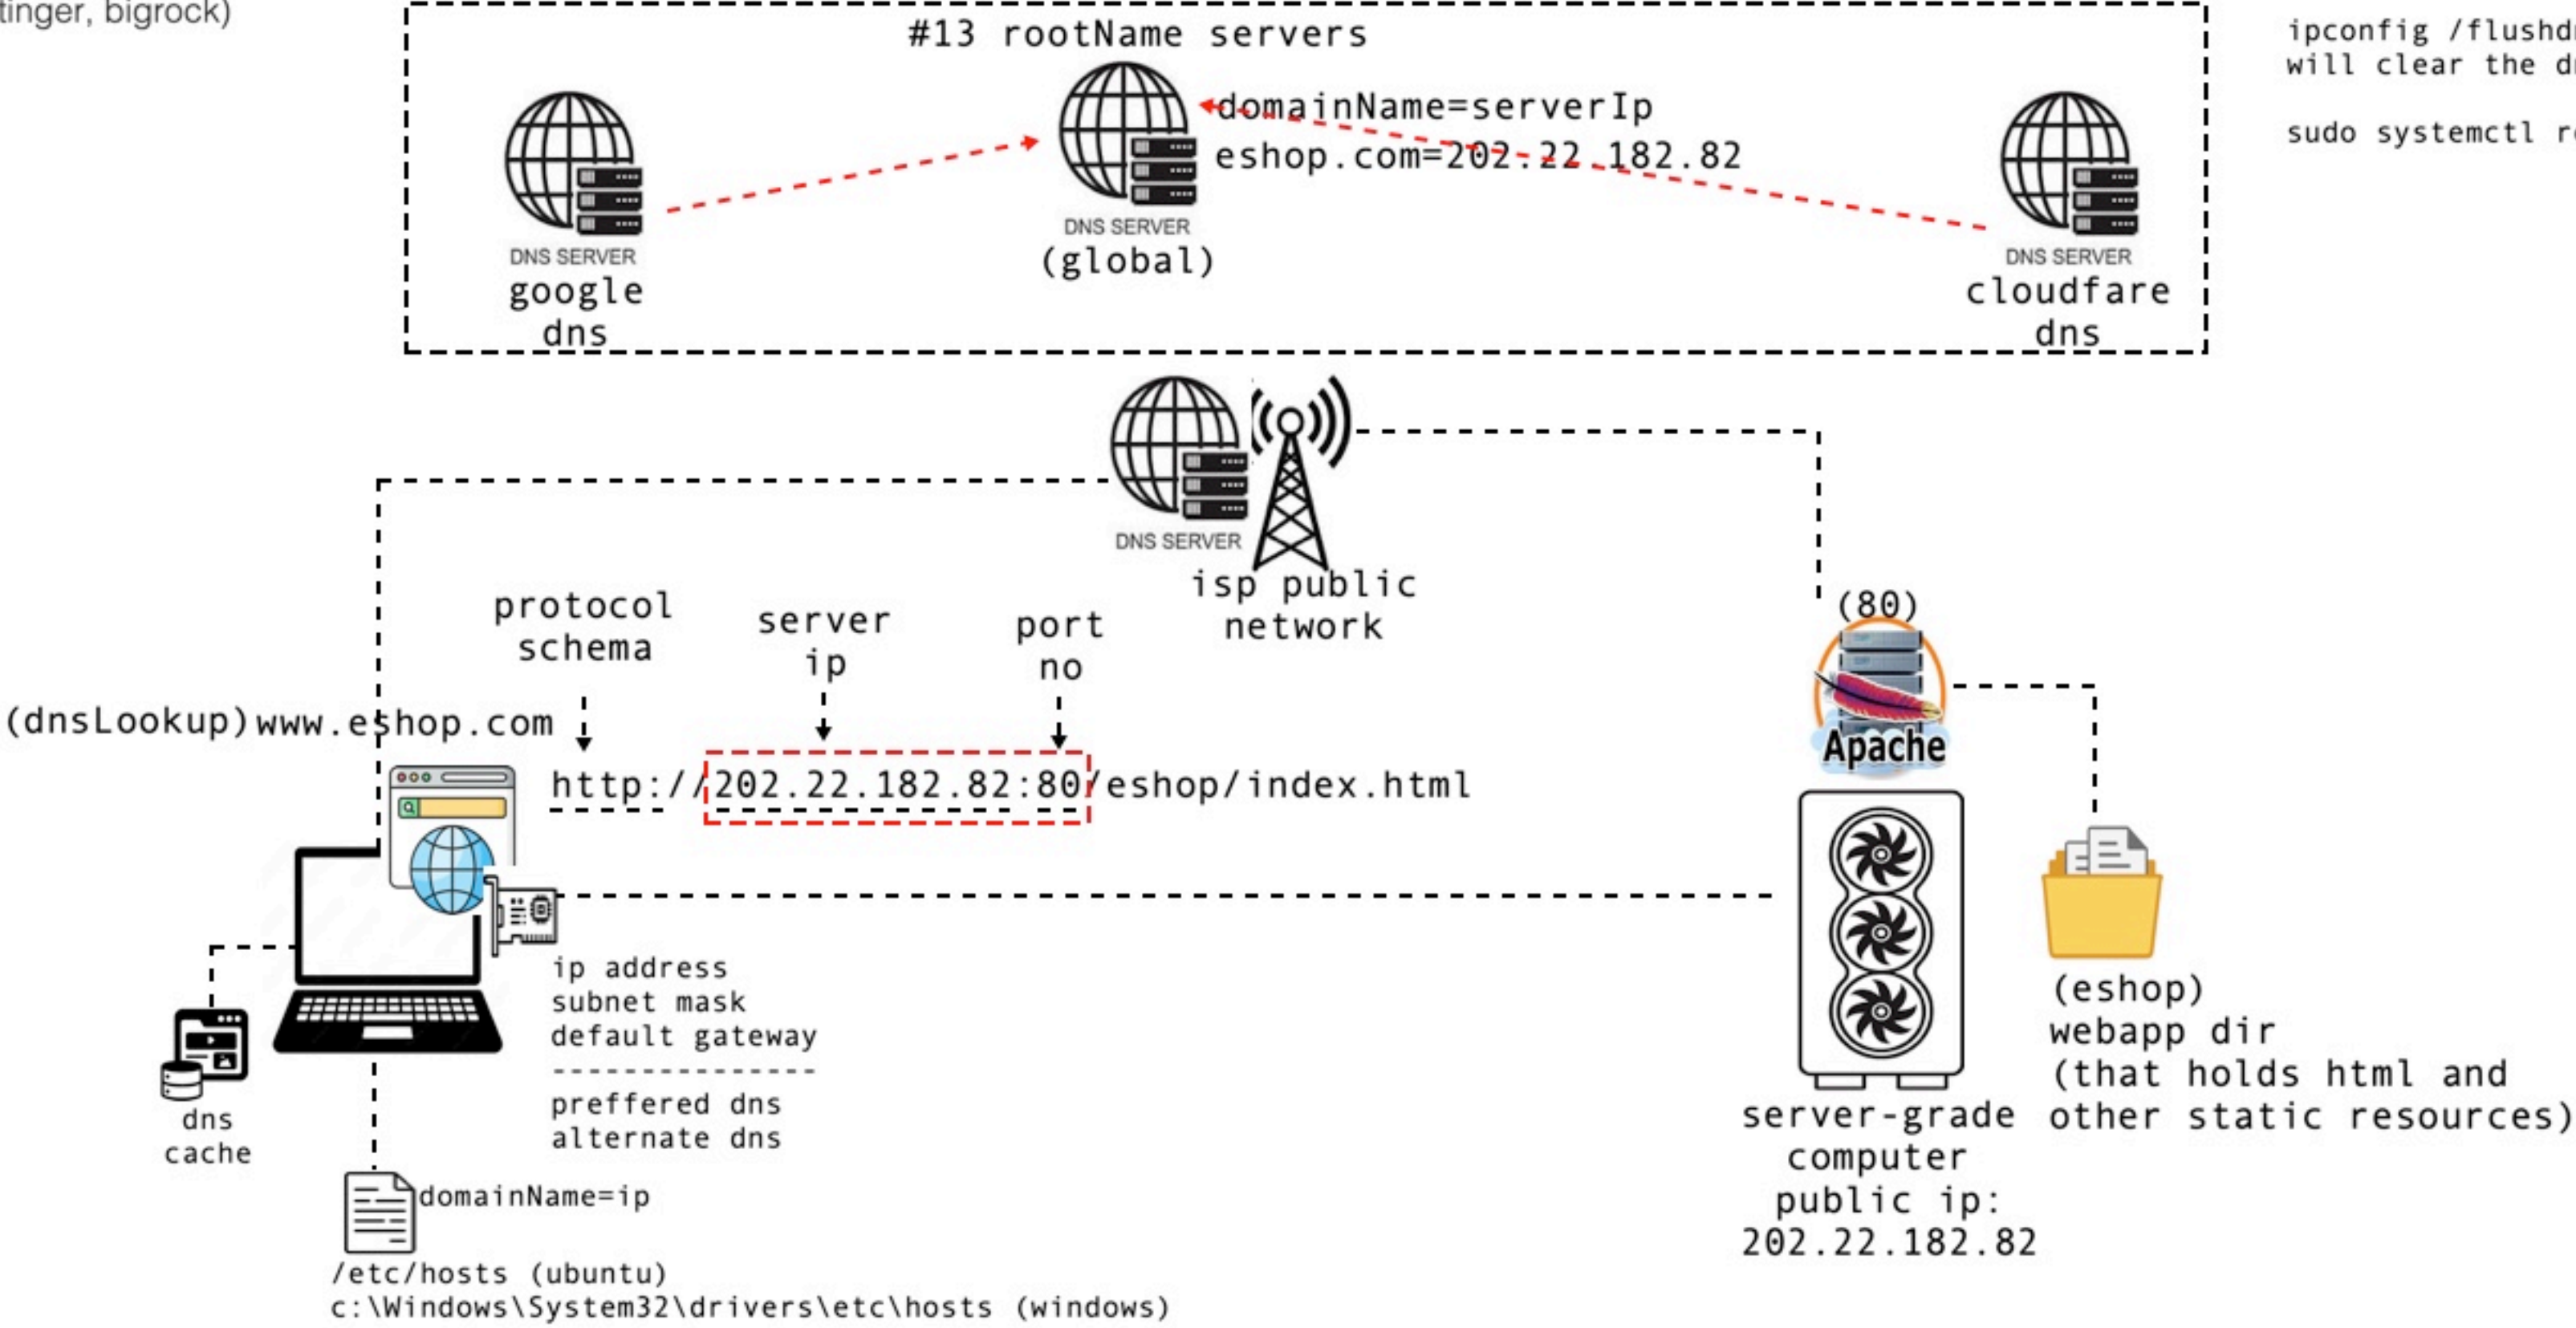 tinger, bigrock)
#13 rootName servers
domainName=serverIp
eshop.com=202.22.182.82
DNS SERVER
google
dns
DNS SERVER
(global)
DNS SERVER
cloudfare
dns
ipconfig /flushd
will clear the d
sudo systemctl r
DNS SERVER
isp public
network
protocol
schema
server
ip
port
no
(dnsLookup)
www.eshop.com
http://202.22.182.82:80/eshop/index.html
(80)
Apache
ip address
subnet mask
default gateway
---------------
preffered dns
alternate dns
dns
cache
domainName=ip
/etc/hosts (ubuntu)
c:\Windows\System32\drivers\etc\hosts (windows)
server-grade
computer
public ip:
202.22.182.82
(eshop)
webapp dir
(that holds html and
other static resources)